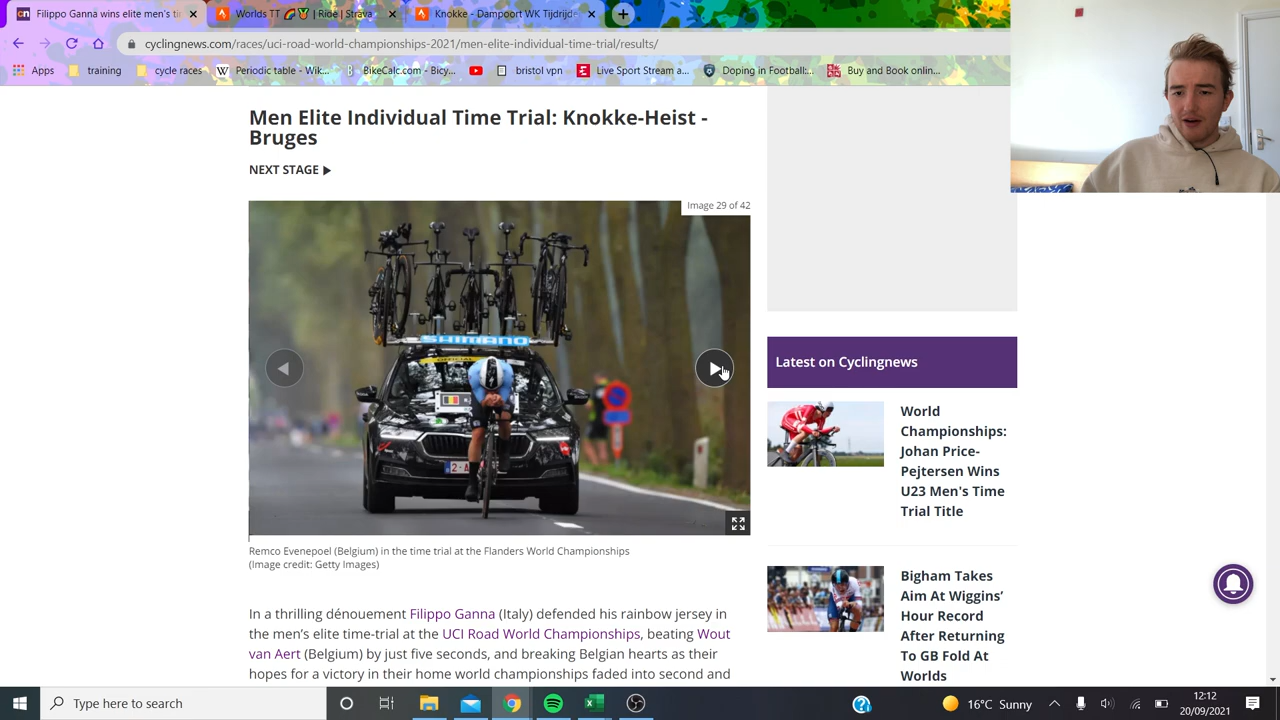 Filippo Ganna wins elite men's ti
Worlds TT 🌈🏅 | Ride | Strava
Knokke - Dampoort WK Tijdrijde
cyclingnews.com/races/uci-road-world-championships-2021/men-elite-individual-time-trial/results/
Apps
training
cycle races
Periodic table - Wik...
BikeCalc.com - Bicy...
bristol vpn
Live Sport Stream a...
Doping in Football:...
Buy and Book onlin...
Men Elite Individual Time Trial: Knokke-Heist -
Bruges
NEXT STAGE
Image 29 of 42
SHIMANO
OFFICIAL
Remco Evenepoel (Belgium) in the time trial at the Flanders World Championships
(Image credit: Getty Images)
In a thrilling dénouement Filippo Ganna (Italy) defended his rainbow jersey in
the men's elite time-trial at the UCI Road World Championships, beating Wout
van Aert (Belgium) by just five seconds, and breaking Belgian hearts as their
hopes for a victory in their home world championships faded into second and
Latest on Cyclingnews
World
Championships:
Johan Price-
Pejtersen Wins
U23 Men's Time
Trial Title
Bigham Takes
Aim At Wiggins'
Hour Record
After Returning
To GB Fold At
Worlds
Type here to search
16°C Sunny
12:12
20/09/2021